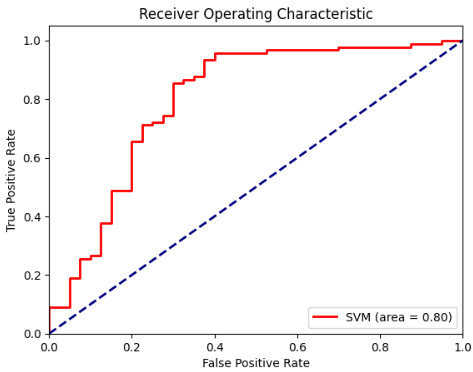 Receiver Operating Characteristic
True Positive Rate
1.0
0.8
0.6
0.4
0.2
0.0
SVM (area = 0.80)
0.0 0.2 0.4 0.6 0.8 1.0
False Positive Rate